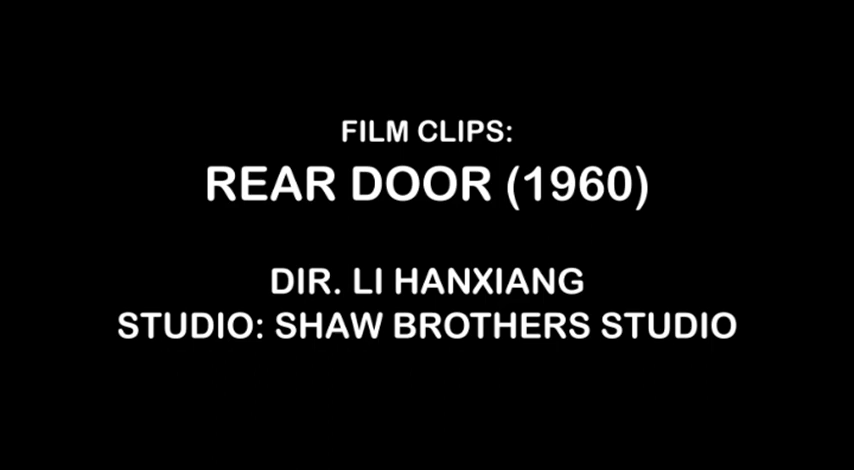 FILM CLIPS:
REAR DOOR (1960)
DIR. LI HANXIANG
STUDIO: SHAW BROTHERS STUDIO